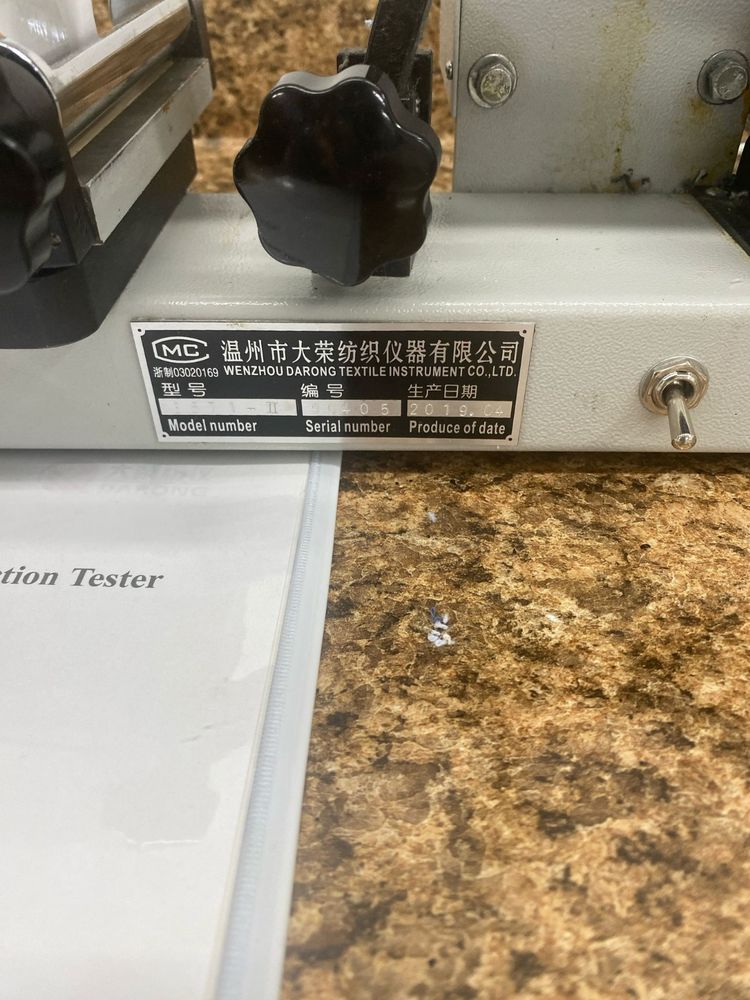 MC
浙制03020169
温州市大荣纺织仪器有限公司
WENZHOU DARONG TEXTILE INSTRUMENT CO.,LTD.
型号
编号
生产日期
2019.04
Model number
Serial number
Produce of date
Tester